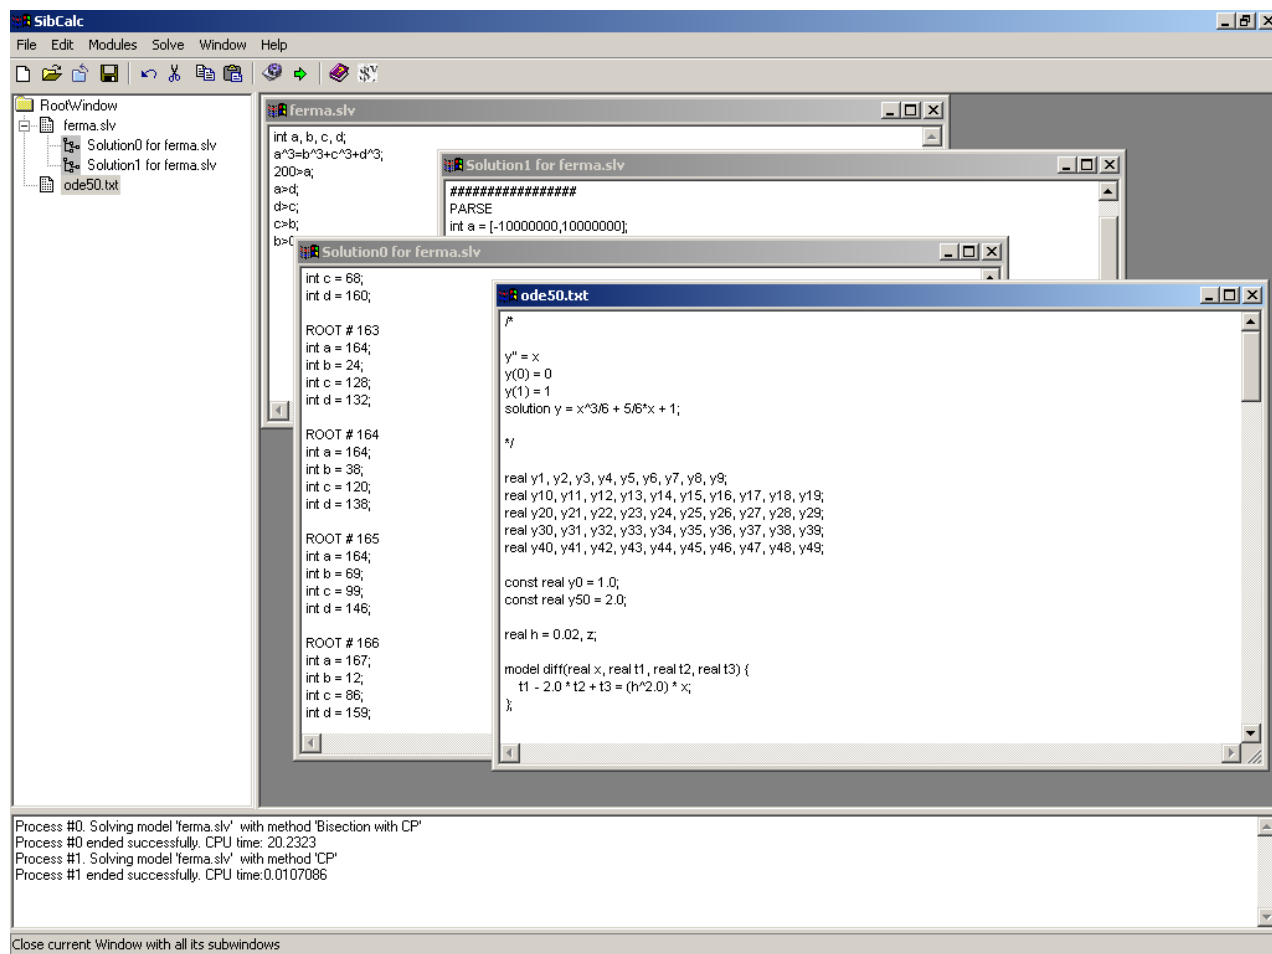 SibCalc
File Edit Modules Solve Window Help
RootWindow
ferma.slv
Solution0 for ferma.slv
Solution1 for ferma.slv
ode50.txt
ferma.slv
int a, b, c, d;
a^3=b^3+c^3+d^3;
200>a;
a>d;
d>c;
c>b;
Solution1 for ferma.slv
#################
PARSE
int a = [-10000000,10000000];
Solution0 for ferma.slv
int c = 68;
int d = 160;
ROOT # 163
int a = 164;
int b = 24;
int c = 128;
int d = 132;
ROOT # 164
int a = 164;
int b = 38;
int c = 120;
int d = 138;
ROOT # 165
int a = 164;
int b = 69;
int c = 99;
int d = 146;
ROOT # 166
int a = 167;
int b = 12;
int c = 86;
int d = 159;
ode50.txt
/*
y'' = x
y(0) = 0
y(1) = 1
solution y = x^3/6 + 5/6*x + 1;
*/
real y1, y2, y3, y4, y5, y6, y7, y8, y9;
real y10, y11, y12, y13, y14, y15, y16, y17, y18, y19;
real y20, y21, y22, y23, y24, y25, y26, y27, y28, y29;
real y30, y31, y32, y33, y34, y35, y36, y37, y38, y39;
real y40, y41, y42, y43, y44, y45, y46, y47, y48, y49;
const real y0 = 1.0;
const real y50 = 2.0;
real h = 0.02, z;
model diff(real x, real t1, real t2, real t3) {
t1 - 2.0 * t2 + t3 = (h^2.0) * x;
};
Process #0. Solving model 'ferma.slv' with method 'Bisection with CP'
Process #0 ended successfully. CPU time: 20.2323
Process #1. Solving model 'ferma.slv' with method 'CP'
Process #1 ended successfully. CPU time:0.0107086
Close current Window with all its subwindows